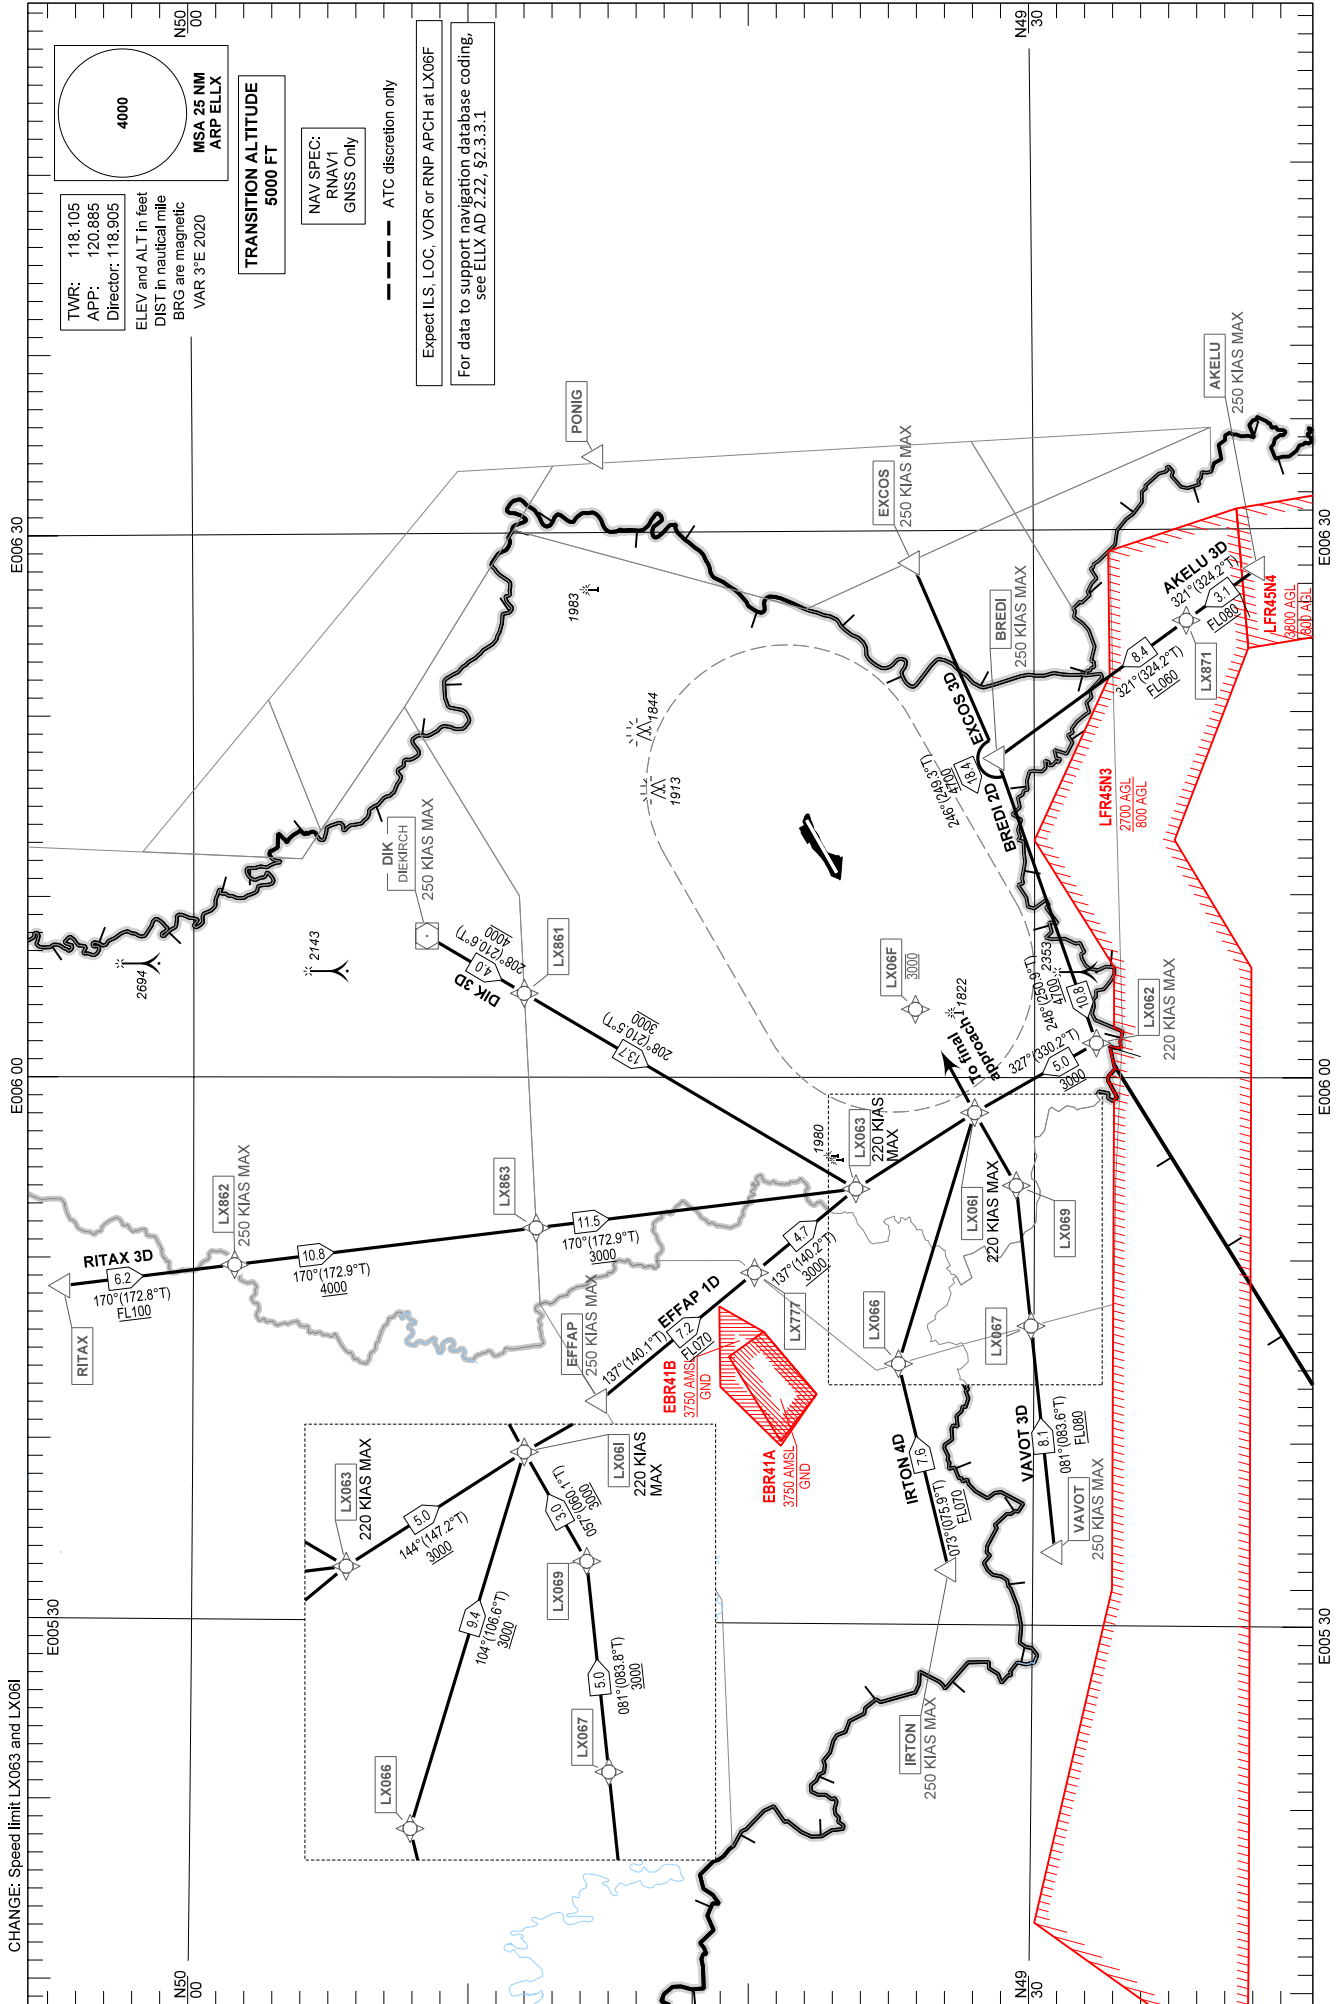 CHANGE: Speed limit LX063 and LX06I
N50
00
N49
30
N50
00
N49
30
E005 30
E006 00
E006 30
E005 30
E006 00
E006 30
TWR: 118.105
APP: 120.885
Director: 118.905
4000
MSA 25 NM
ARP ELLX
ELEV and ALT in feet
DIST in nautical mile
BRG are magnetic
VAR 3°E 2020
TRANSITION ALTITUDE
5000 FT
NAV SPEC:
RNAV1
GNSS Only
ATC discretion only
Expect ILS, LOC, VOR or RNP APCH at LX06F
For data to support navigation database coding,
see ELLX AD 2.22, §2.3.3.1
RITAX
RITAX 3D
6.2
170°(172.8°T)
FL100
LX862
250 KIAS MAX
10.8
170°(172.9°T)
4000
LX863
11.5
170°(172.9°T)
3000
2694
2143
DIK
DIEKIRCH
250 KIAS MAX
DIK 3D
4.0
208°(210.6°T)
4000
LX861
13.7
208°(210.5°T)
3000
1983
PONIG
1844
1913
EXCOS
250 KIAS MAX
EXCOS 3D
18.4
246°(249.3°T)
4700
BREDI
250 KIAS MAX
BREDI 2D
10.8
248°(250.9°T)
4700
2353
AKELU
250 KIAS MAX
AKELU 3D
321°(324.2°T)
3.1
FL080
LX871
8.4
321°(324.2°T)
FL060
LFR45N4
3800 AGL
800 AGL
LFR45N3
2700 AGL
800 AGL
LX062
220 KIAS MAX
327°(330.2°T)
5.0
3000
To final
approach
LX06F
3000
1822
1980
LX063
220 KIAS
MAX
LX06I
220 KIAS MAX
LX069
LX066
LX067
EFFAP
250 KIAS MAX
EFFAP 1D
137°(140.1°T)
7.2
FL070
LX777
4.7
137°(140.2°T)
3000
EBR41B
3750 AMSL
GND
EBR41A
3750 AMSL
GND
IRTON 4D
7.6
073°(075.9°T)
FL070
IRTON
250 KIAS MAX
VAVOT 3D
8.1
081°(083.6°T)
FL080
VAVOT
250 KIAS MAX
LX063
220 KIAS MAX
5.0
144°(147.2°T)
3000
LX06I
220 KIAS
MAX
3.0
057°(060.1°T)
3000
LX069
9.4
104°(106.6°T)
3000
5.0
081°(083.8°T)
3000
LX067
LX066